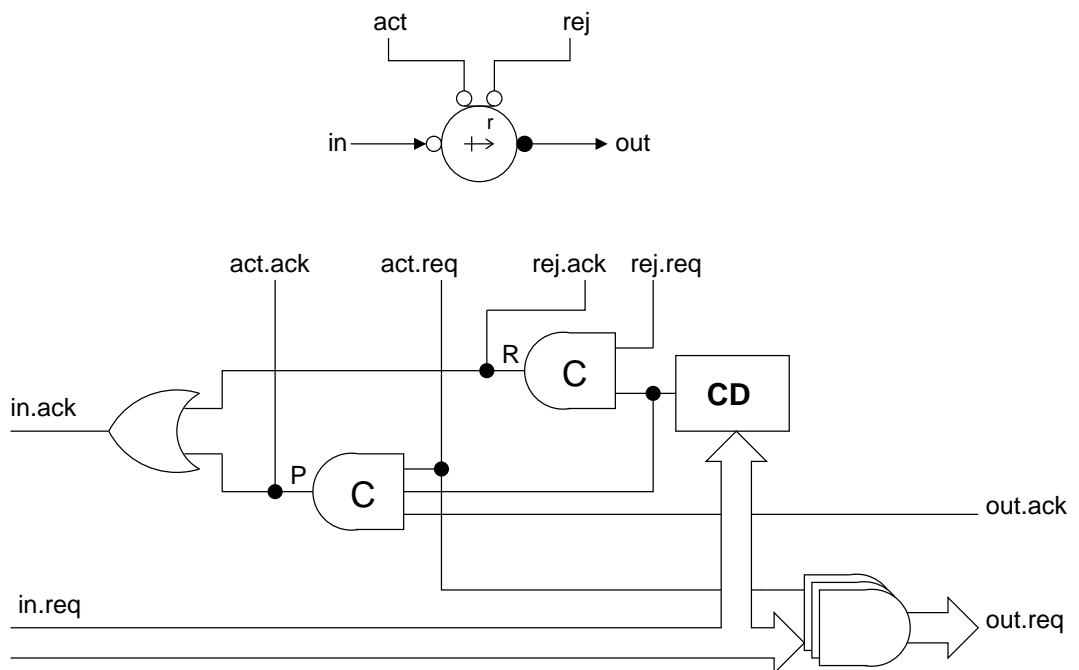 act rej
r
in out
act.ack act.req rej.ack rej.req
R
C
CD
in.ack
P
C
out.ack
in.req
out.req